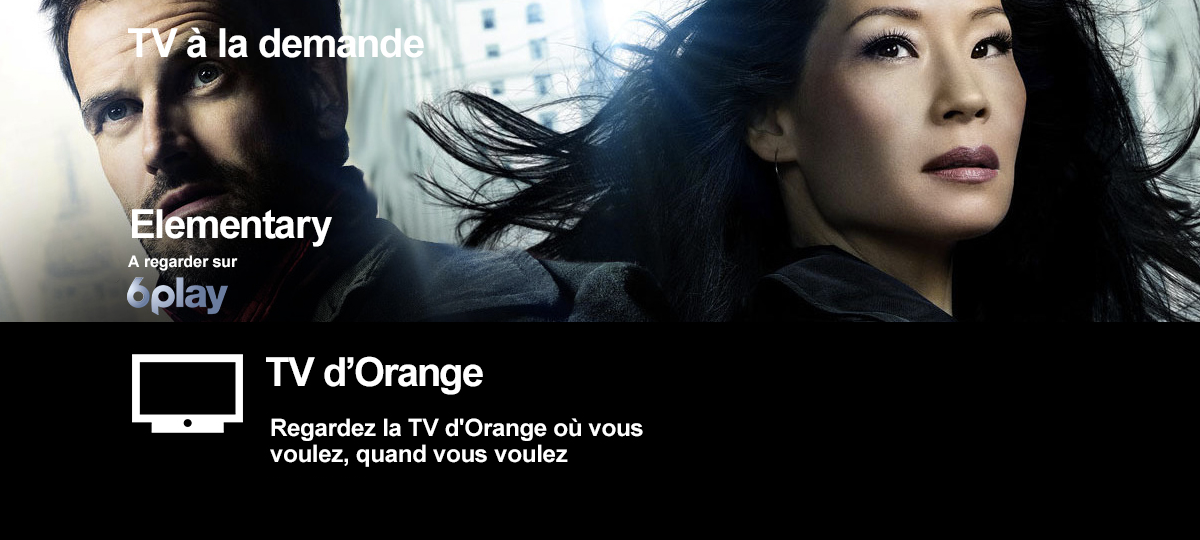 TV à la demande
Elementary
A regarder sur
6play
TV d’Orange
Regardez la TV d'Orange où vous
voulez, quand vous voulez